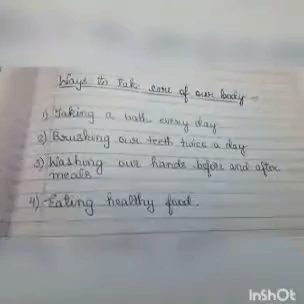 Ways to Take care of our body -
1) Taking a bath every day
2) Brushing our teeth twice a day
3) Washing our hands before and after
meals
4) Eating healthy food.
InShOt